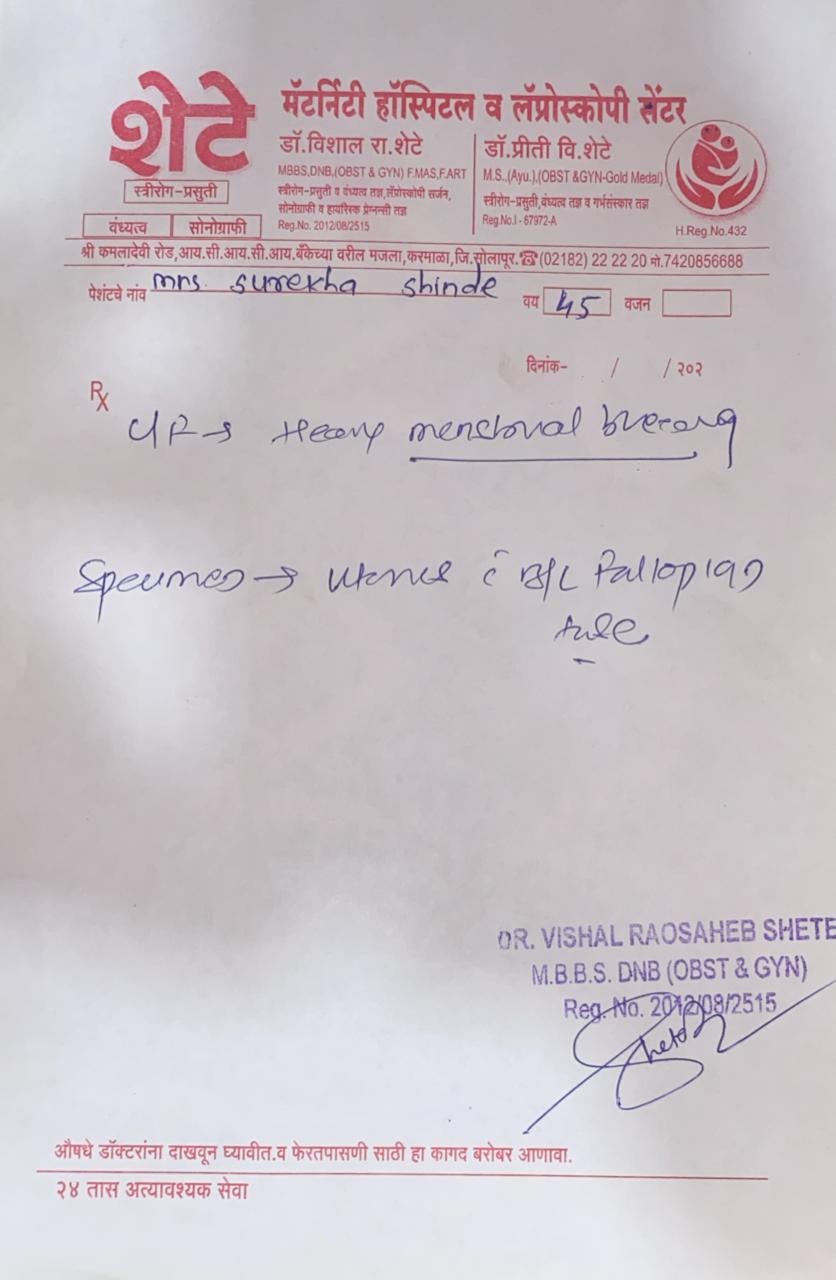 शेटे
मॅटर्निटी हॉस्पिटल व लॅप्रोस्कोपी सेंटर
डॉ.विशाल रा.शेटे
MBBS,DNB,(OBST & GYN) F.MAS,F.ART
स्त्रीरोग-प्रसुती व वंध्यत्व तज्ञ,लॅप्रोस्कोपी सर्जन,
सोनोग्राफी व हायरिस्क प्रेग्नन्सी तज्ञ
Reg.No. 2012/08/2515
डॉ.प्रीती वि.शेटे
M.S.,(Ayu.),(OBST &GYN-Gold Medal)
स्त्रीरोग-प्रसुती,वंध्यत्व तज्ञ व गर्भसंस्कार तज्ञ
Reg.No.I - 67972-A
H.Reg.No.432
स्त्रीरोग-प्रसुती
वंध्यत्व सोनोग्राफी
श्री कमलादेवी रोड,आय.सी.आय.सी.आय.बँकेच्या वरील मजला,करमाळा,जि.सोलापूर.☎(02182) 22 22 20 मो.7420856688
पेशंटचे नांव mrs. surekha shinde वय 45 वजन
दिनांक- / /२०२
Rx
Heavy menstrual bleeding
Specimen → uterus c̄ B/L Fallopian
tube
DR. VISHAL RAOSAHEB SHETE
M.B.B.S. DNB (OBST & GYN)
Reg. No. 2012/08/2515
औषधे डॉक्टरांना दाखवून घ्यावीत.व फेरतपासणी साठी हा कागद बरोबर आणावा.
२४ तास अत्यावश्यक सेवा